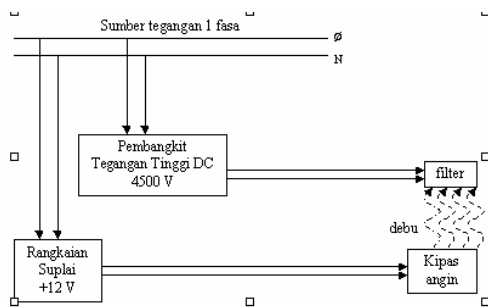 Sumber tegangan 1 fasa
Ø
N
Pembangkit
Tegangan Tinggi DC
4500 V
filter
debu
Rangkaian
Suplai
+12 V
Kipas
angin